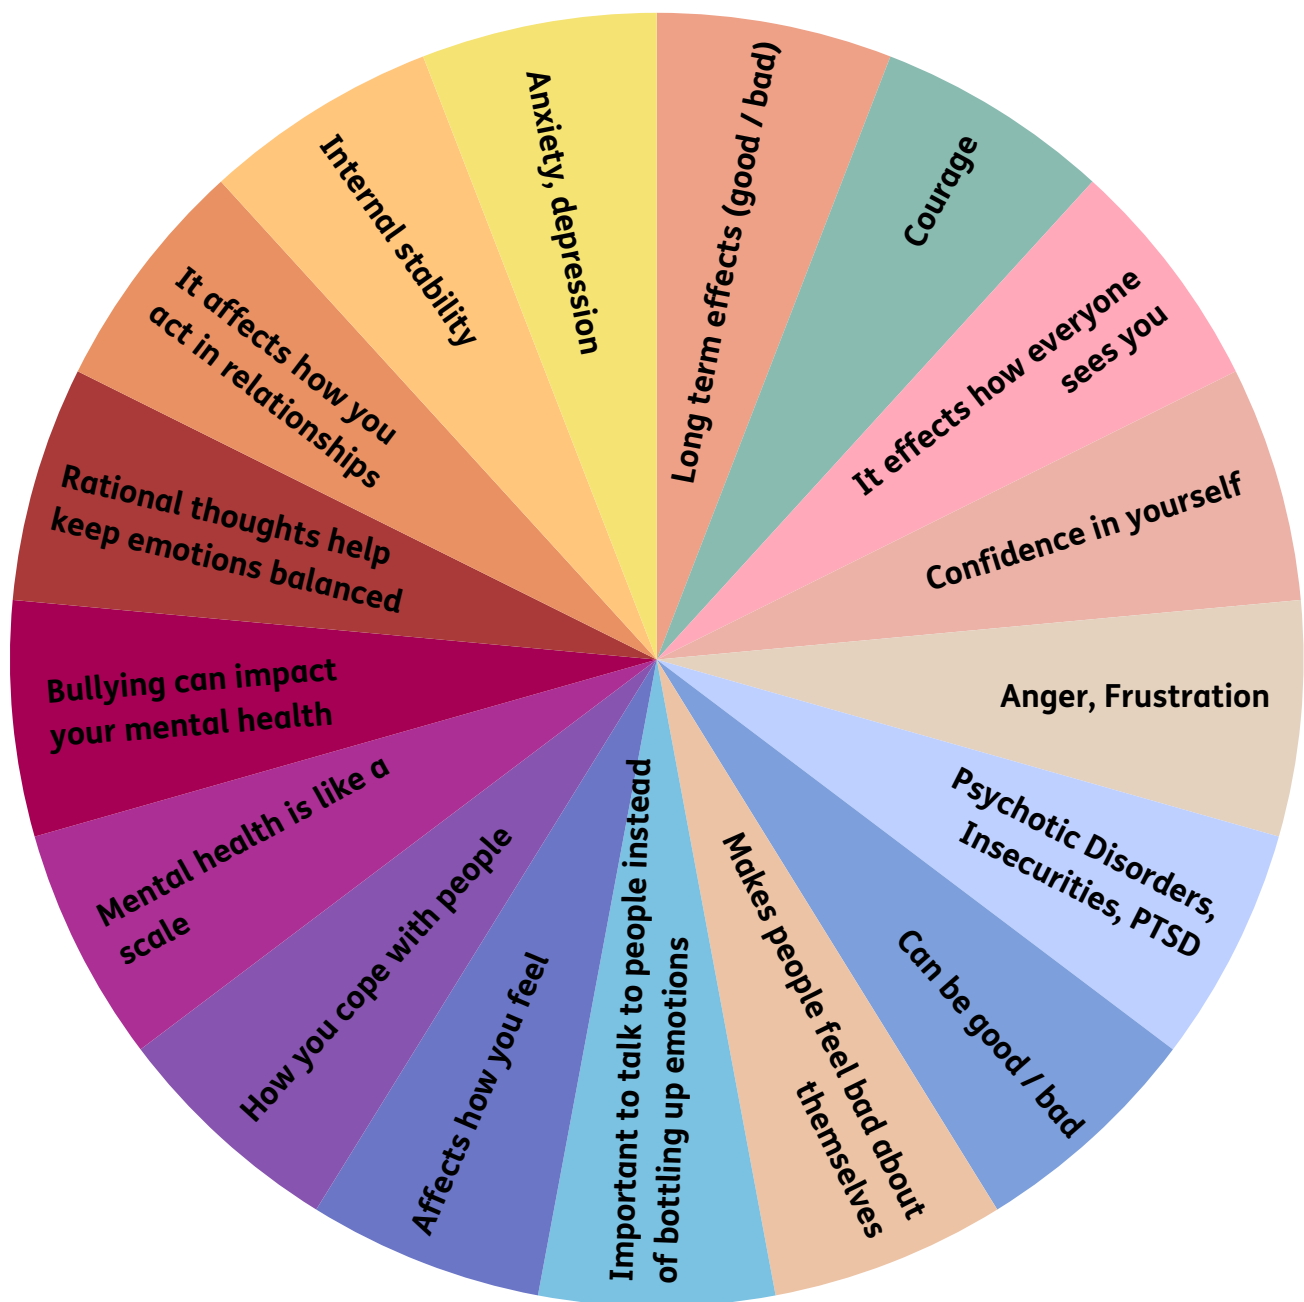 Long term effects (good / bad)
Courage
It effects how everyone
sees you
Confidence in yourself
Anger, Frustration
Psychotic Disorders,
Insecurities, PTSD
Can be good / bad
Makes people feel bad about
themselves
Important to talk to people instead
of bottling up emotions
Affects how you feel
How you cope with people
Mental health is like a
scale
Bullying can impact
your mental health
Rational thoughts help
keep emotions balanced
It affects how you
act in relationships
Internal stability
Anxiety, depression